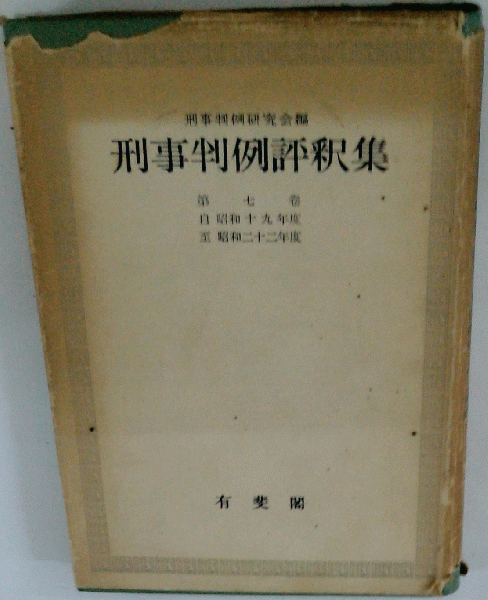 刑事判例研究会編
刑事判例評釈集
第七巻
自昭和十九年度
至昭和二十二年度
有斐閣